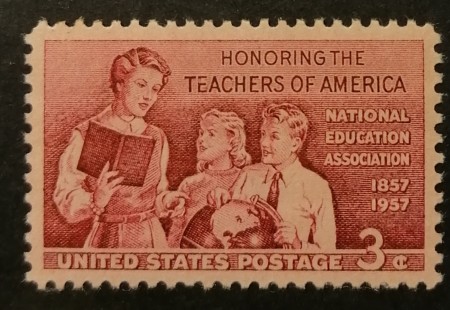 HONORING THE
TEACHERS OF AMERICA
NATIONAL
EDUCATION
ASSOCIATION
1857
1957
UNITED STATES POSTAGE 3¢